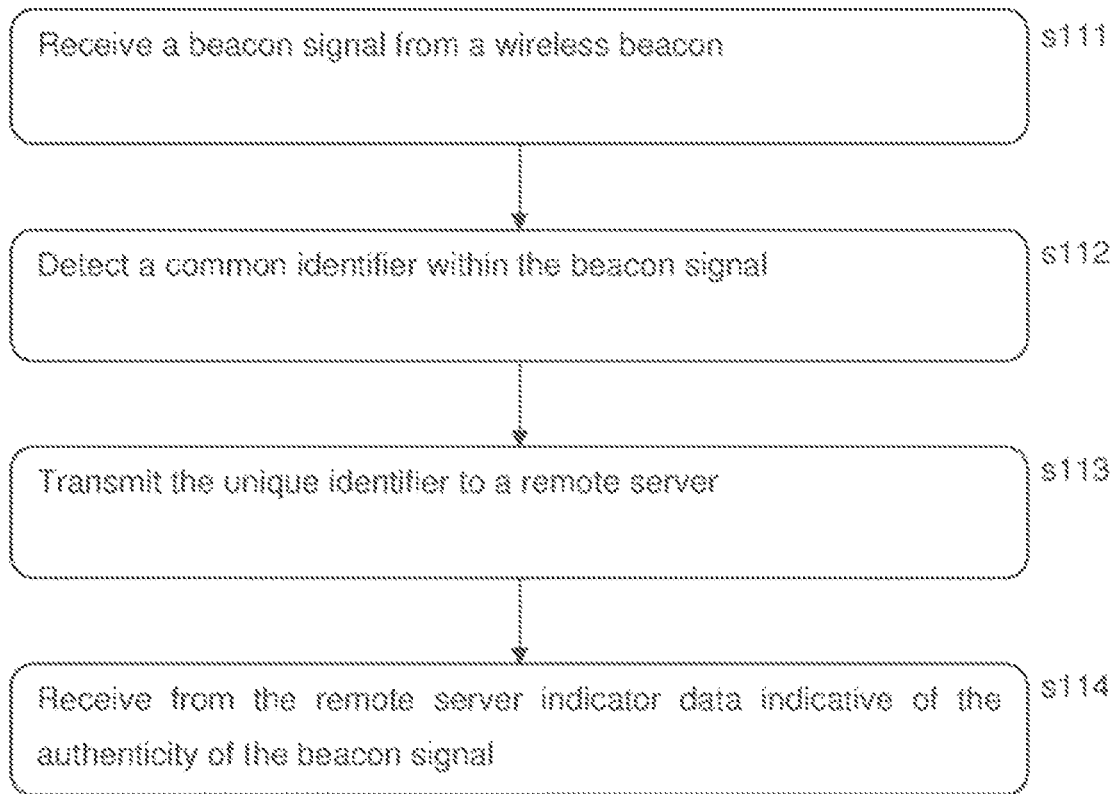 Receive a beacon signal from a wireless beacon
s111
Detect a common identifier within the beacon signal
s112
Transmit the unique identifier to a remote server
s113
Receive from the remote server indicator data indicative of the
authenticity of the beacon signal
s114